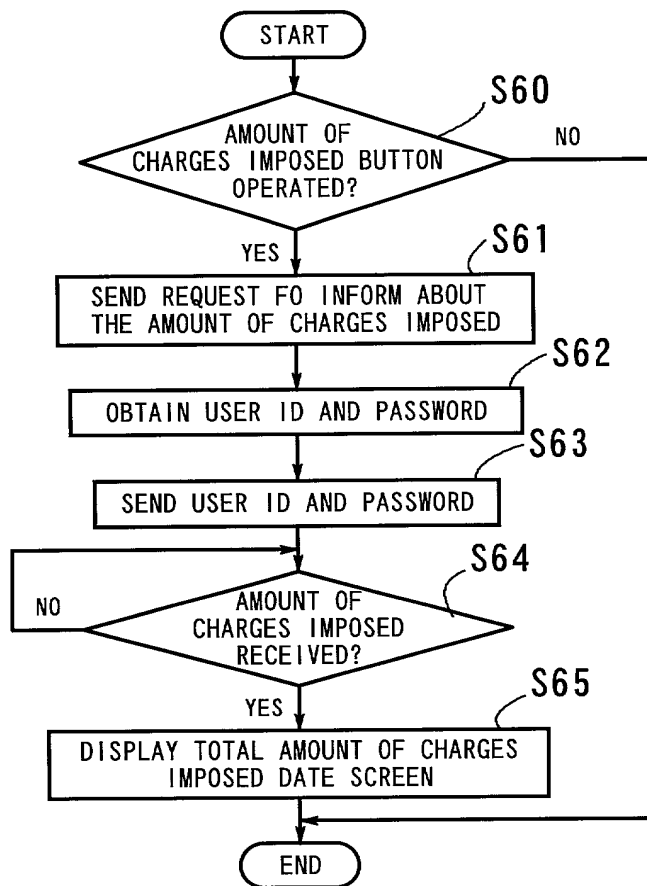 START
S60
AMOUNT OF
CHARGES IMPOSED BUTTON
OPERATED?
NO
YES
S61
SEND REQUEST FO INFORM ABOUT
THE AMOUNT OF CHARGES IMPOSED
S62
OBTAIN USER ID AND PASSWORD
S63
SEND USER ID AND PASSWORD
S64
AMOUNT OF
CHARGES IMPOSED
RECEIVED?
NO
YES
S65
DISPLAY TOTAL AMOUNT OF CHARGES
IMPOSED DATE SCREEN
END